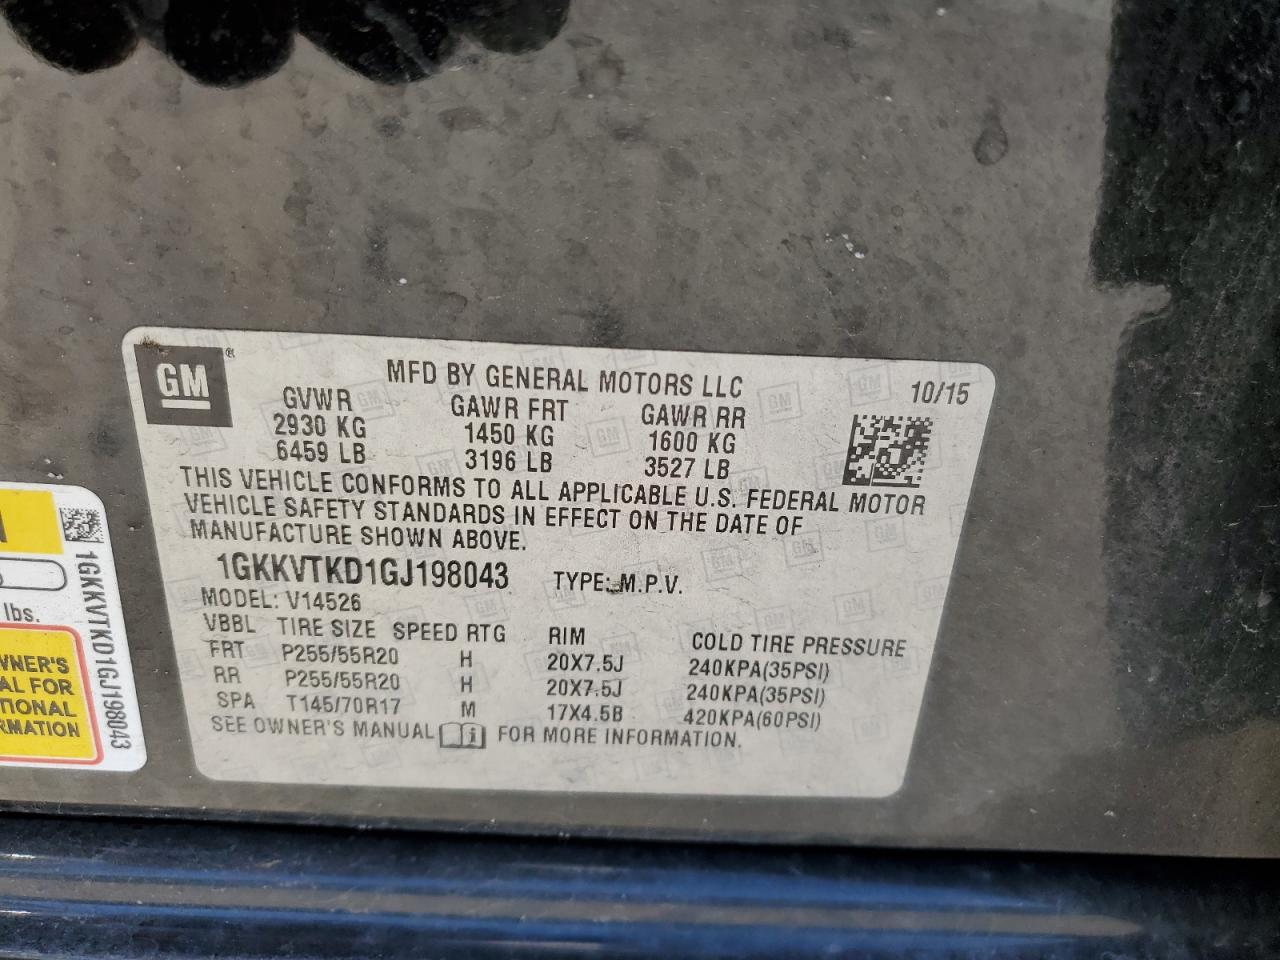 GM ®
MFD BY GENERAL MOTORS LLC 10/15
GVWR GAWR FRT GAWR RR
2930 KG 1450 KG 1600 KG
6459 LB 3196 LB 3527 LB
THIS VEHICLE CONFORMS TO ALL APPLICABLE U.S. FEDERAL MOTOR
VEHICLE SAFETY STANDARDS IN EFFECT ON THE DATE OF
MANUFACTURE SHOWN ABOVE.
1GKKVTKD1GJ198043 TYPE: M.P.V.
MODEL: V14526
VBBL TIRE SIZE SPEED RTG RIM COLD TIRE PRESSURE
FRT P255/55R20 H 20X7.5J 240KPA(35PSI)
RR P255/55R20 H 20X7.5J 240KPA(35PSI)
SPA T145/70R17 M 17X4.5B 420KPA(60PSI)
SEE OWNER'S MANUAL i FOR MORE INFORMATION.
1GKKVTKD1GJ198043
lbs.
WNER'S
AL FOR
TIONAL
RMATION